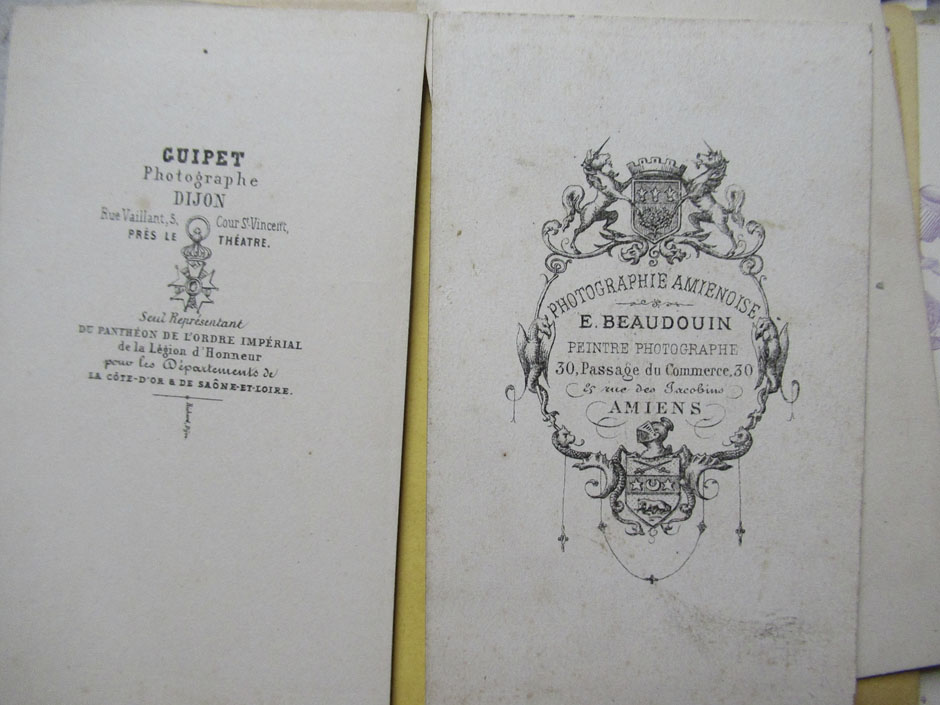 GUIPET
Photographe
DIJON
Rue Vaillant, 5, Cour St. Vincent,
PRÈS LE THÉATRE.
Seul Représentant
DU PANTHÉON DE L'ORDRE IMPÉRIAL
de la Légion d'Honneur
pour les Départements de
LA CÔTE-D'OR & DE SAÔNE-ET-LOIRE.
PHOTOGRAPHIE AMIENOISE
E. BEAUDOUIN
PEINTRE PHOTOGRAPHE
30, Passage du Commerce, 30
& rue des Jacobins
AMIENS